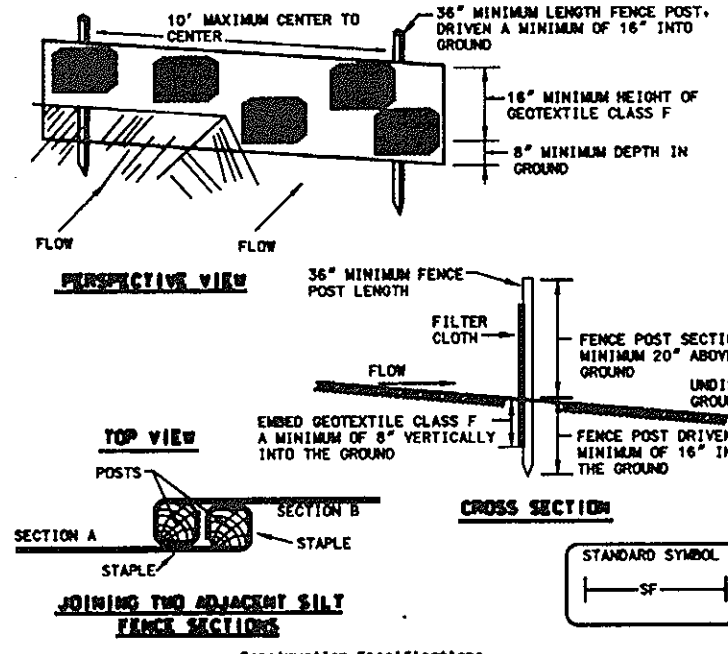 10' MAXIMUM CENTER TO
CENTER
36" MINIMUM LENGTH FENCE POST,
DRIVEN A MINIMUM OF 16" INTO
GROUND
16" MINIMUM HEIGHT OF
GEOTEXTILE CLASS F
8" MINIMUM DEPTH IN
GROUND
FLOW
FLOW
PERSPECTIVE VIEW
36" MINIMUM FENCE
POST LENGTH
FILTER
CLOTH
FLOW
FENCE POST SECTI
MINIMUM 20" ABOVE
GROUND
UNDI
GROU
EMBED GEOTEXTILE CLASS F
A MINIMUM OF 8" VERTICALLY
INTO THE GROUND
FENCE POST DRIVEN
MINIMUM OF 16" IN
THE GROUND
CROSS SECTION
TOP VIEW
POSTS
SECTION B
SECTION A
STAPLE
STAPLE
JOINING TWO ADJACENT SILT
FENCE SECTIONS
STANDARD SYMBOL
SF